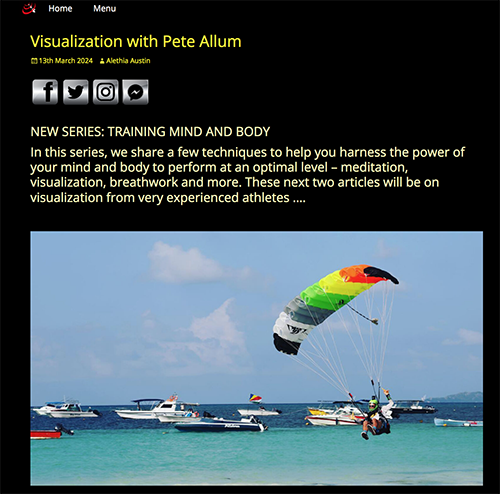 Home Menu
Visualization with Pete Allum
13th March 2024 Alethia Austin
NEW SERIES: TRAINING MIND AND BODY
In this series, we share a few techniques to help you harness the power of
your mind and body to perform at an optimal level – meditation,
visualization, breathwork and more. These next two articles will be on
visualization from very experienced athletes ....